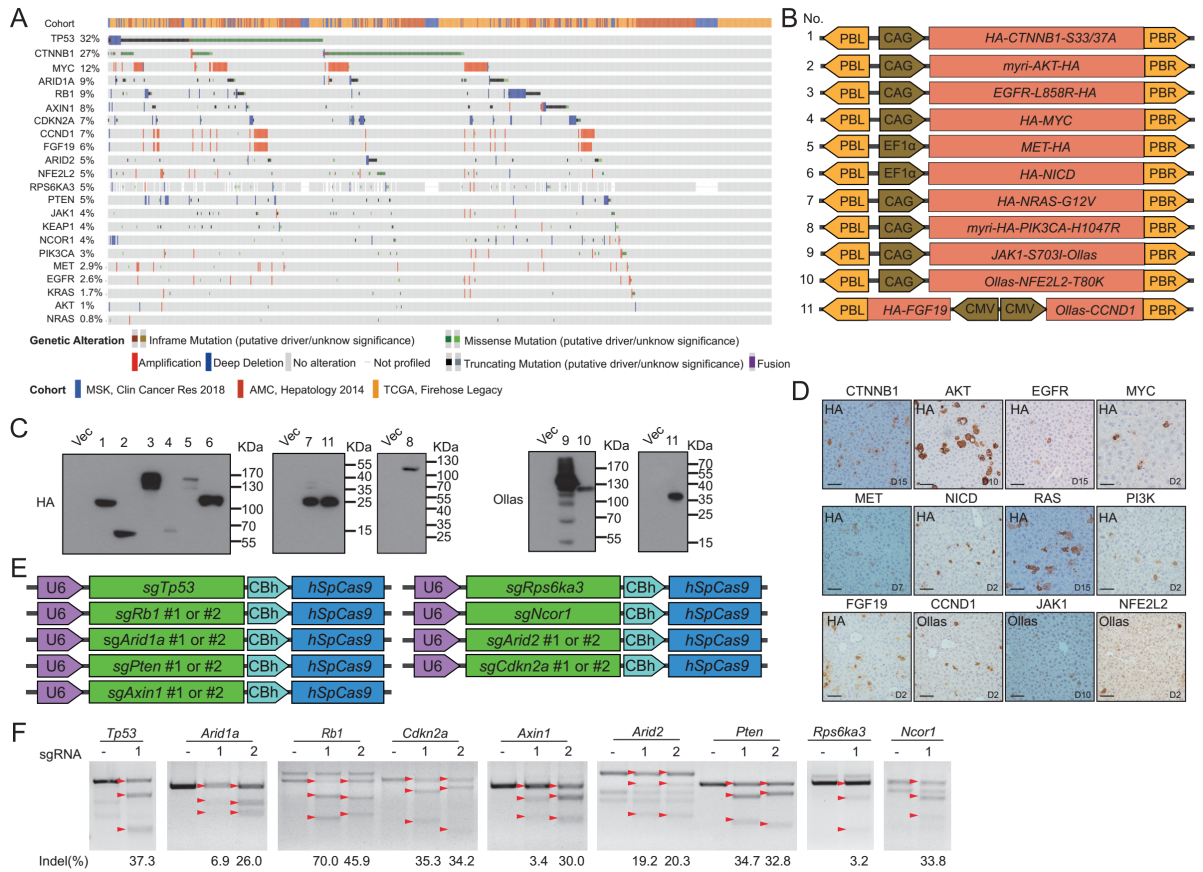 A
Cohort
TP53 32%
CTNNB1 27%
MYC 12%
ARID1A 9%
RB1 9%
AXIN1 8%
CDKN2A 7%
CCND1 7%
FGF19 6%
ARID2 5%
NFE2L2 5%
RPS6KA3 5%
PTEN 5%
JAK1 4%
KEAP1 4%
NCOR1 4%
PIK3CA 3%
MET 2.9%
EGFR 2.6%
KRAS 1.7%
AKT 1%
NRAS 0.8%
Genetic Alteration Inframe Mutation (putative driver/unknow significance) Missense Mutation (putative driver/unknow significance)
Amplification Deep Deletion No alteration Not profiled Truncating Mutation (putative driver/unknow significance) Fusion
Cohort MSK, Clin Cancer Res 2018 AMC, Hepatology 2014 TCGA, Firehose Legacy
B No.
1 PBL CAG HA-CTNNB1-S33/37A PBR
2 PBL CAG myri-AKT-HA PBR
3 PBL CAG EGFR-L858R-HA PBR
4 PBL CAG HA-MYC PBR
5 PBL EF1α MET-HA PBR
6 PBL EF1α HA-NICD PBR
7 PBL CAG HA-NRAS-G12V PBR
8 PBL CAG myri-HA-PIK3CA-H1047R PBR
9 PBL CAG JAK1-S703I-Ollas PBR
10 PBL CAG Ollas-NFE2L2-T80K PBR
11 PBL HA-FGF19 CMV CMV Ollas-CCND1 PBR
C
Vec 1 2 3 4 5 6 KDa
170
130
100
70
55
HA
Vec 7 11 KDa
55
40
35
25
15
Vec 8 KDa
130
100
70
55
40
35
25
Ollas
Vec 9 10 KDa
170
130
100
70
55
Vec 11 KDa
70
55
40
35
25
15
D
CTNNB1 AKT EGFR MYC
HA HA HA HA
D15 D10 D15 D2
MET NICD RAS PI3K
HA HA HA HA
D7 D2 D15 D2
FGF19 CCND1 JAK1 NFE2L2
HA Ollas Ollas Ollas
D2 D2 D10 D2
E
U6 sgTp53 CBh hSpCas9
U6 sgRb1 #1 or #2 CBh hSpCas9
U6 sgArid1a #1 or #2 CBh hSpCas9
U6 sgPten #1 or #2 CBh hSpCas9
U6 sgAxin1 #1 or #2 CBh hSpCas9
U6 sgRps6ka3 CBh hSpCas9
U6 sgNcor1 CBh hSpCas9
U6 sgArid2 #1 or #2 CBh hSpCas9
U6 sgCdkn2a #1 or #2 CBh hSpCas9
F
Tp53 Arid1a Rb1 Cdkn2a Axin1 Arid2 Pten Rps6ka3 Ncor1
sgRNA - 1 - 1 2 - 1 2 - 1 2 - 1 2 - 1 2 - 1 2 - 1 - 1
Indel(%) 37.3 6.9 26.0 70.0 45.9 35.3 34.2 3.4 30.0 19.2 20.3 34.7 32.8 3.2 33.8